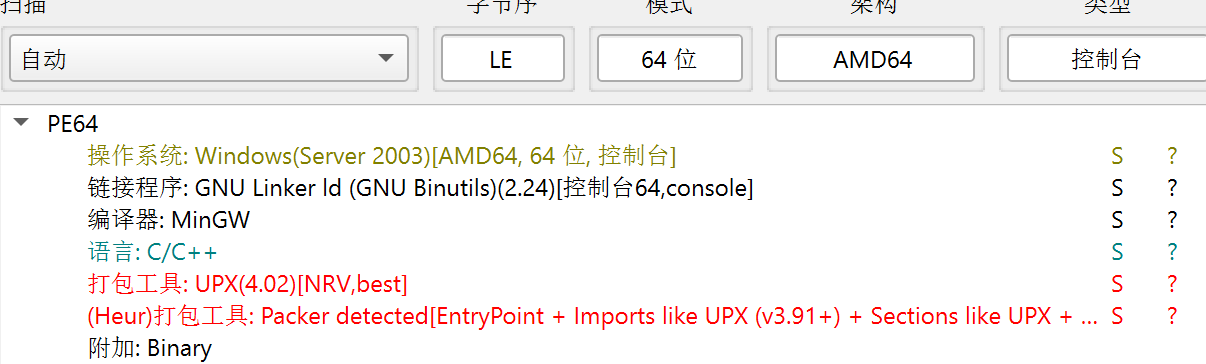 扫描 字节序 模式 架构 类型
自动 LE 64 位 AMD64 控制台
PE64
操作系统: Windows(Server 2003)[AMD64, 64 位, 控制台] S ?
链接程序: GNU Linker ld (GNU Binutils)(2.24)[控制台64,console] S ?
编译器: MinGW S ?
语言: C/C++ S ?
打包工具: UPX(4.02)[NRV,best] S ?
(Heur)打包工具: Packer detected[EntryPoint + Imports like UPX (v3.91+) + Sections like UPX + ... S ?
附加: Binary